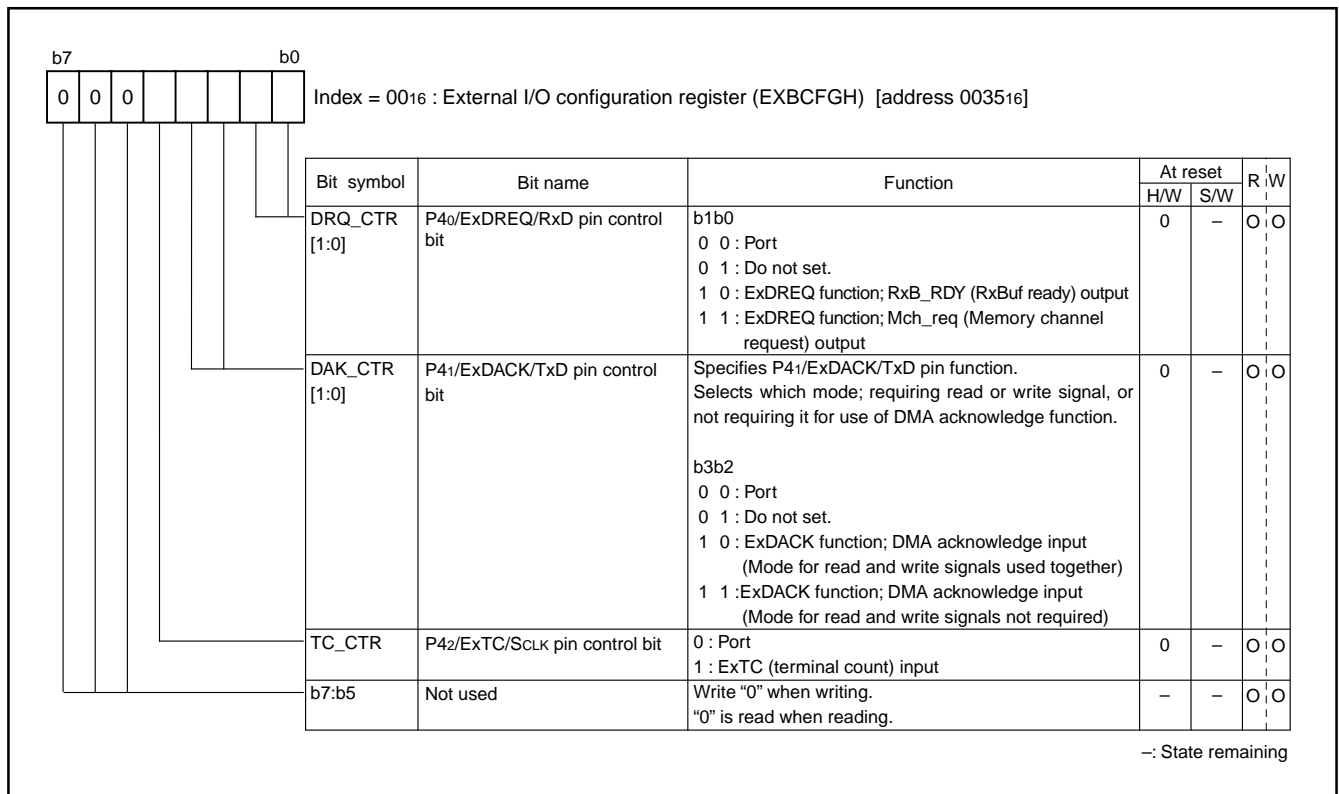 b7 b0
0 0 0 Index = 0016 : External I/O configuration register (EXBCFGH) [address 003516]
Bit symbol Bit name Function At reset R W
H/W S/W
DRQ_CTR P40/ExDREQ/RxD pin control b1b0 0 – O O
[1:0] bit 0 0 : Port
0 1 : Do not set.
1 0 : ExDREQ function; RxB_RDY (RxBuf ready) output
1 1 : ExDREQ function; Mch_req (Memory channel
request) output
DAK_CTR P41/ExDACK/TxD pin control Specifies P41/ExDACK/TxD pin function. 0 – O O
[1:0] bit Selects which mode; requiring read or write signal, or
not requiring it for use of DMA acknowledge function.
b3b2
0 0 : Port
0 1 : Do not set.
1 0 : ExDACK function; DMA acknowledge input
(Mode for read and write signals used together)
1 1 :ExDACK function; DMA acknowledge input
(Mode for read and write signals not required)
TC_CTR P42/ExTC/SCLK pin control bit 0 : Port 0 – O O
1 : ExTC (terminal count) input
b7:b5 Not used Write “0” when writing. – – O O
“0” is read when reading.
–: State remaining